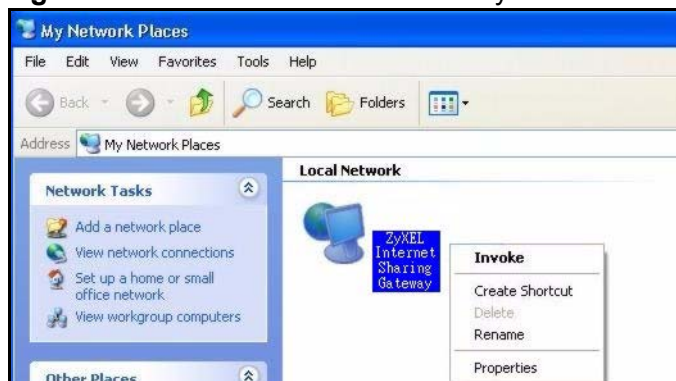 My Network Places
File Edit View Favorites Tools Help
Back Search Folders
Address My Network Places
Network Tasks
Add a network place
View network connections
Set up a home or small
office network
View workgroup computers
Other Places
Local Network
ZyXEL
Internet
Sharing
Gateway
Invoke
Create Shortcut
Delete
Rename
Properties